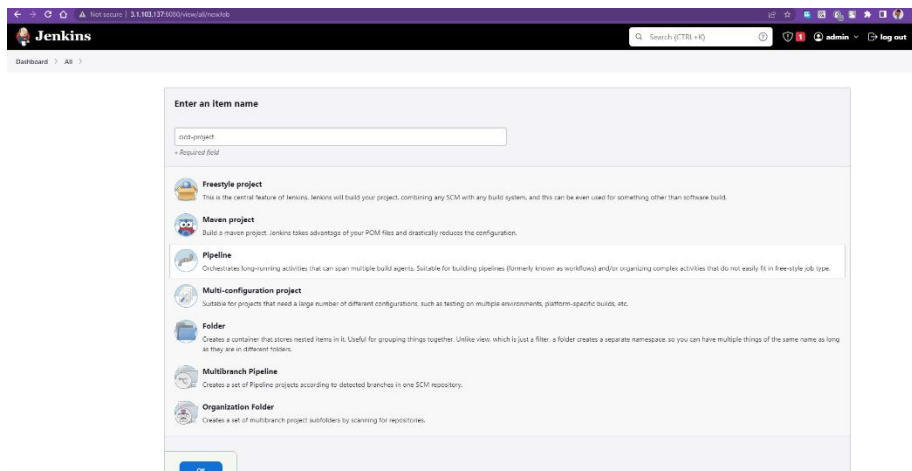 Not secure | 3.1.103.137:8080/view/all/newJob
Jenkins
Search (CTRL+K)
1
admin
log out
Dashboard > All >
Enter an item name
-project
» Required field
Freestyle project
This is the central feature of Jenkins. Jenkins will build your project, combining any SCM with any build system, and this can be even used for something other than software build.
Maven project
Build a maven project. Jenkins takes advantage of your POM files and drastically reduces the configuration.
Pipeline
Orchestrates long-running activities that can span multiple build agents. Suitable for building pipelines (formerly known as workflows) and/or organizing complex activities that do not easily fit in free-style job type.
Multi-configuration project
Suitable for projects that need a large number of different configurations, such as testing on multiple environments, platform-specific builds, etc.
Folder
Creates a container that stores nested items in it. Useful for grouping things together. Unlike view, which is just a filter, a folder creates a separate namespace, so you can have multiple things of the same name as long
as they are in different folders.
Multibranch Pipeline
Creates a set of Pipeline projects according to detected branches in one SCM repository.
Organization Folder
Creates a set of multibranch project subfolders by scanning for repositories.
OK